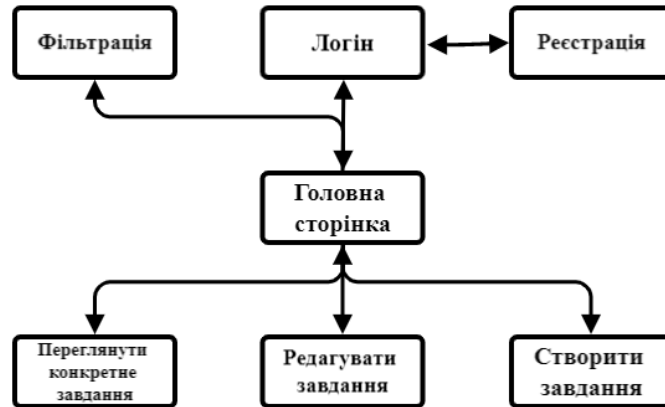 Фільтрація
Логін
Реєстрація
Головна
сторінка
Переглянути
конкретне
завдання
Редагувати
завдання
Створити
завдання